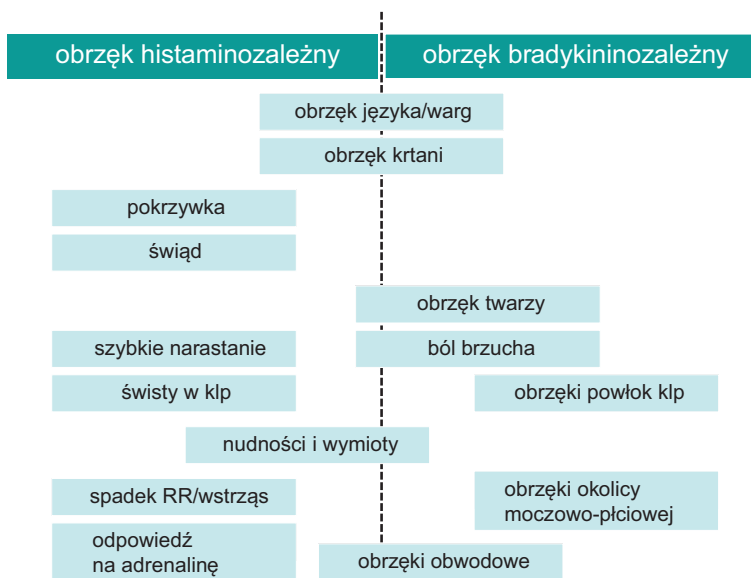 obrzęk histaminozależny
obrzęk bradykininozależny
obrzęk języka/warg
obrzęk krtani
pokrzywka
świąd
obrzęk twarzy
szybkie narastanie
ból brzucha
świsty w klp
obrzęki powłok klp
nudności i wymioty
spadek RR/wstrząs
obrzęki okolicy
moczowo-płciowej
odpowiedź
na adrenalinę
obrzęki obwodowe